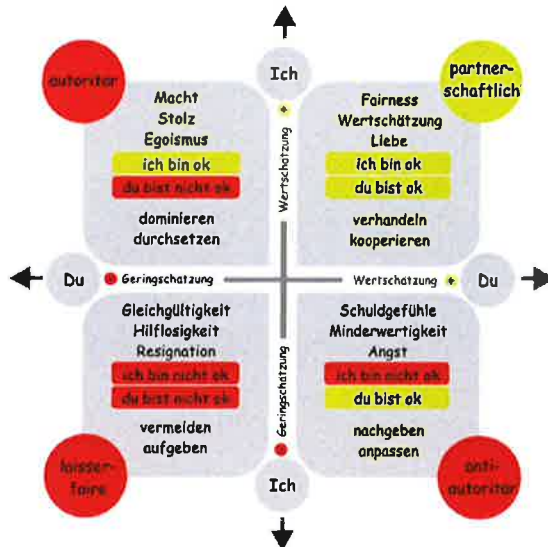 Ich
autoritär
partner-
schaftlich
Macht
Stolz
Egoismus
ich bin ok
du bist nicht ok
dominieren
durchsetzen
+
Wertschätzung
Fairness
Wertschätzung
Liebe
ich bin ok
du bist ok
verhandeln
kooperieren
Du
Geringschätzung
Wertschätzung
+
Du
Gleichgültigkeit
Hilflosigkeit
Resignation
ich bin nicht ok
du bist nicht ok
vermeiden
aufgeben
Geringschätzung
Schuldgefühle
Minderwertigkeit
Angst
ich bin nicht ok
du bist ok
nachgeben
anpassen
laisser-
faire
Ich
anti-
autoritär